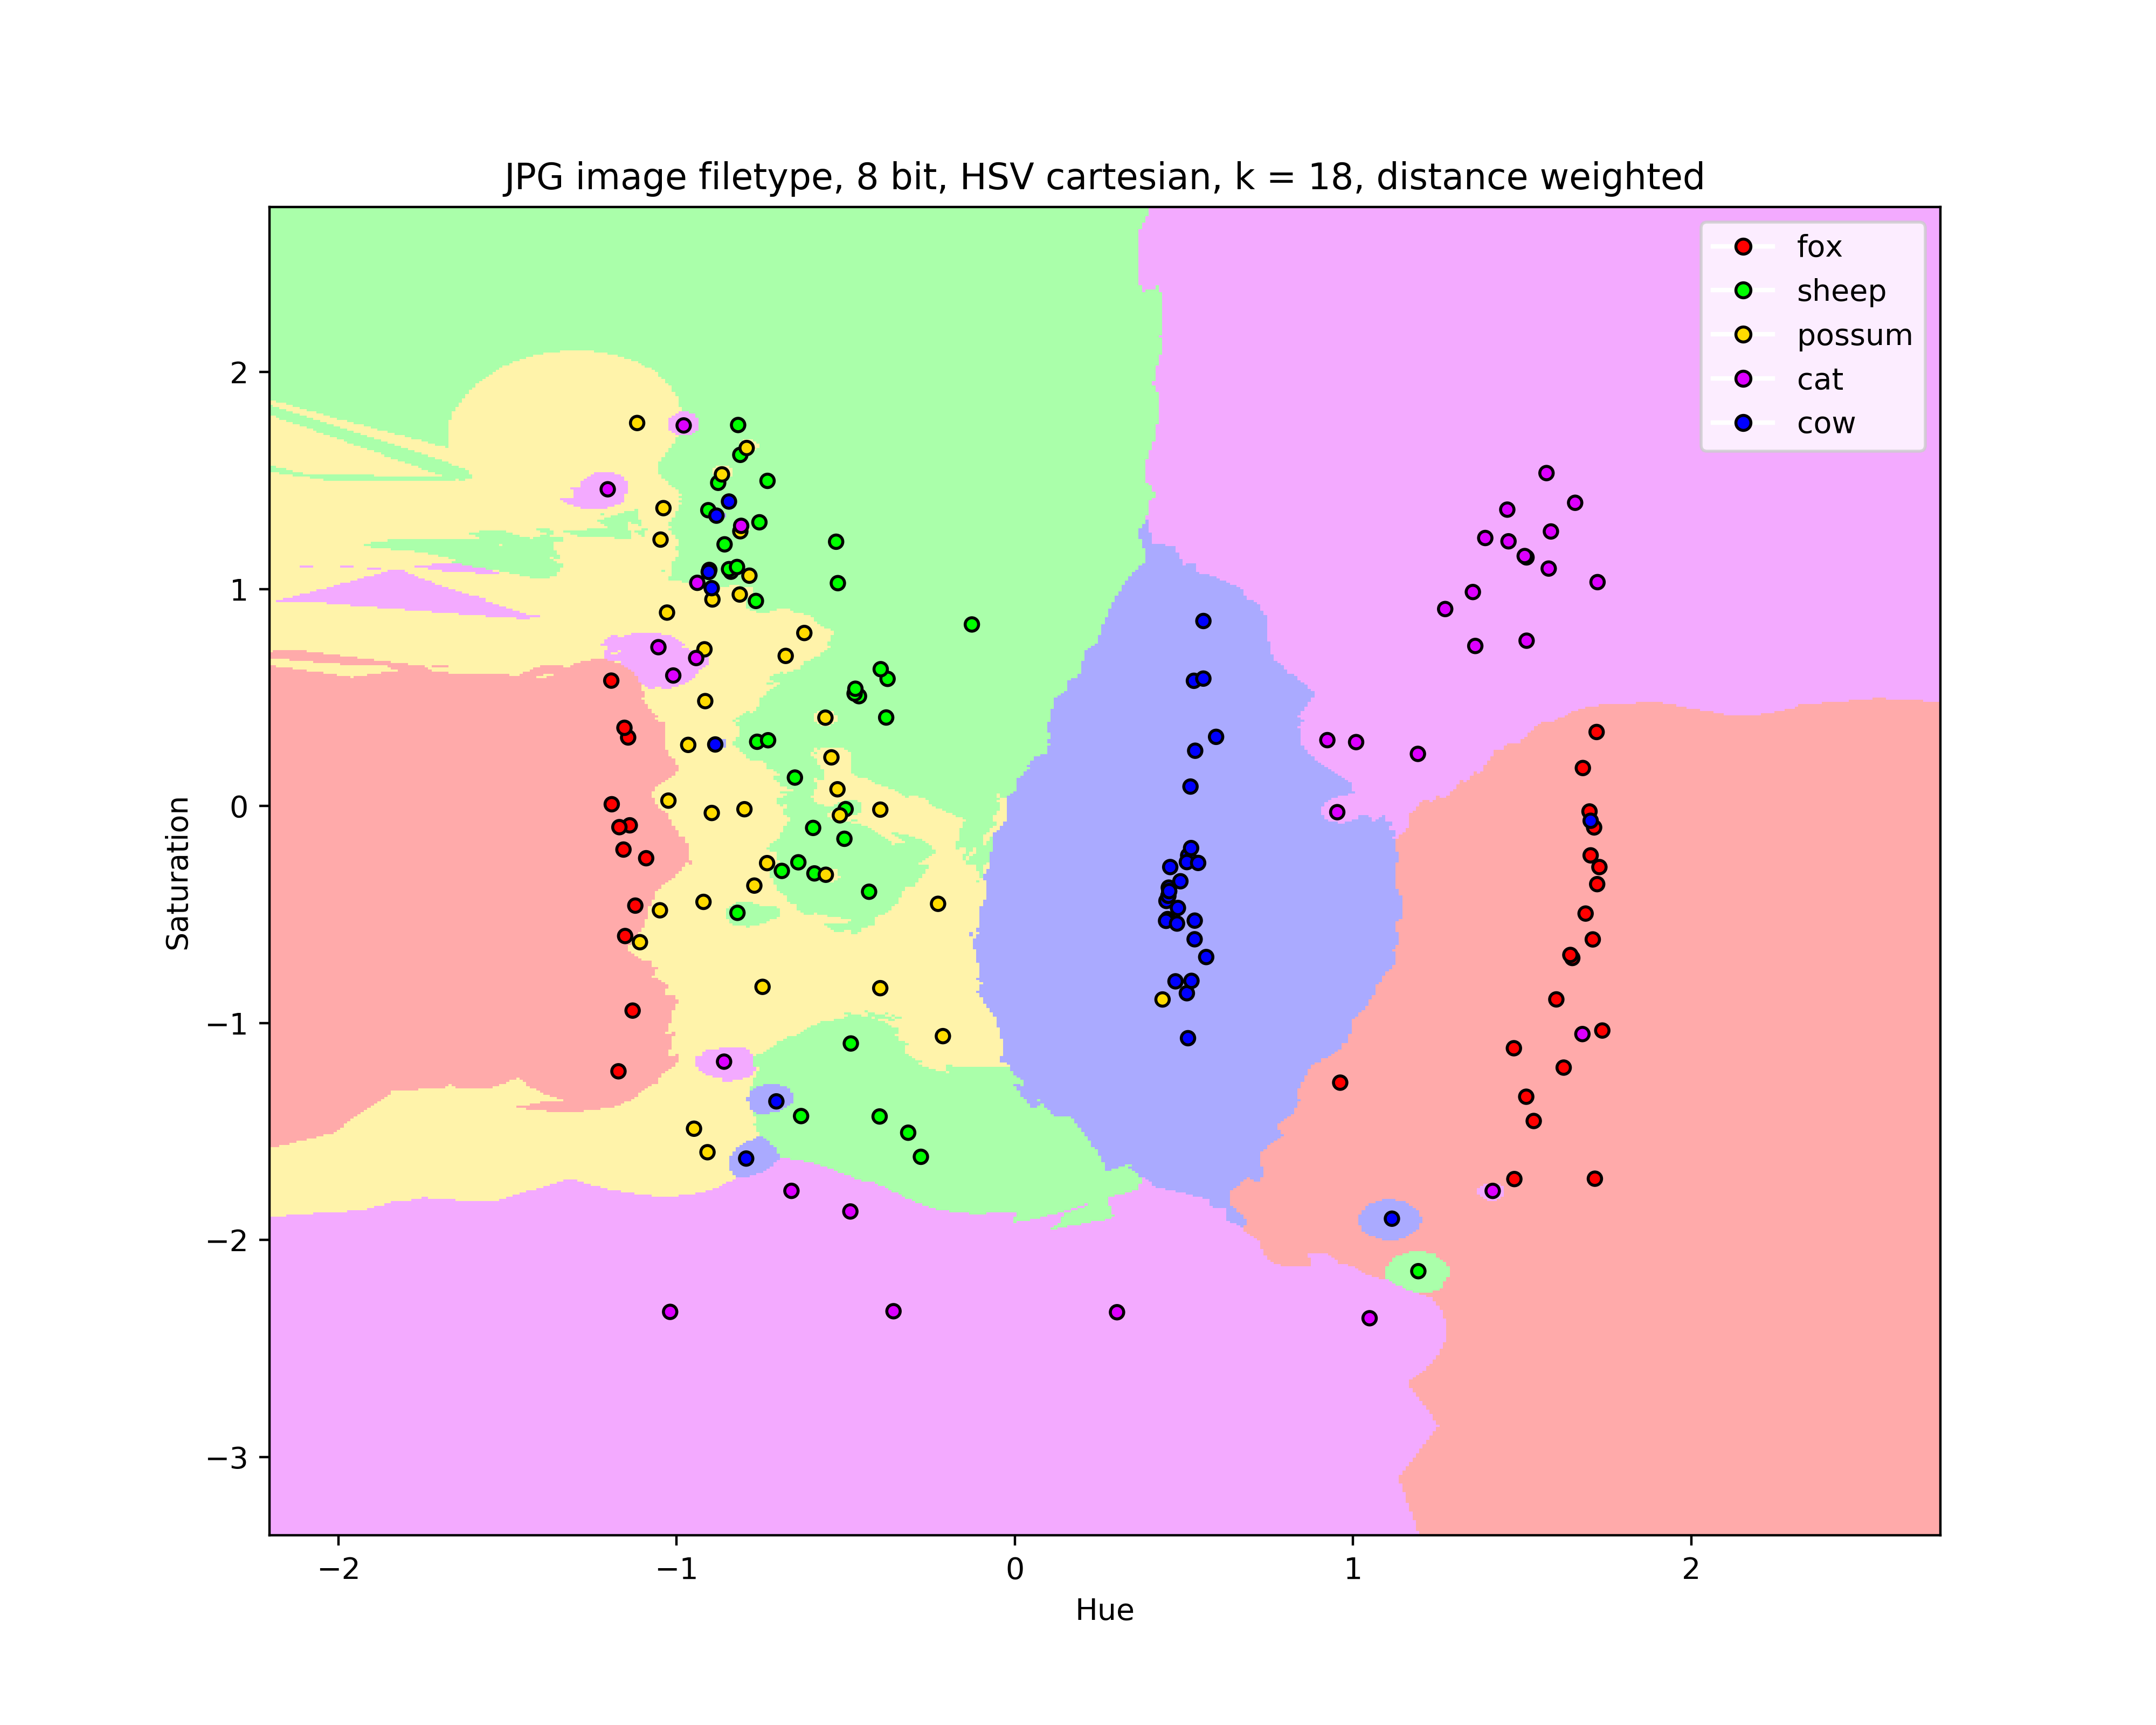 JPG image filetype, 8 bit, HSV cartesian, k = 18, distance weighted
fox
sheep
possum
cat
cow
2
1
0
−1
−2
−3
Saturation
−2
−1
0
1
2
Hue